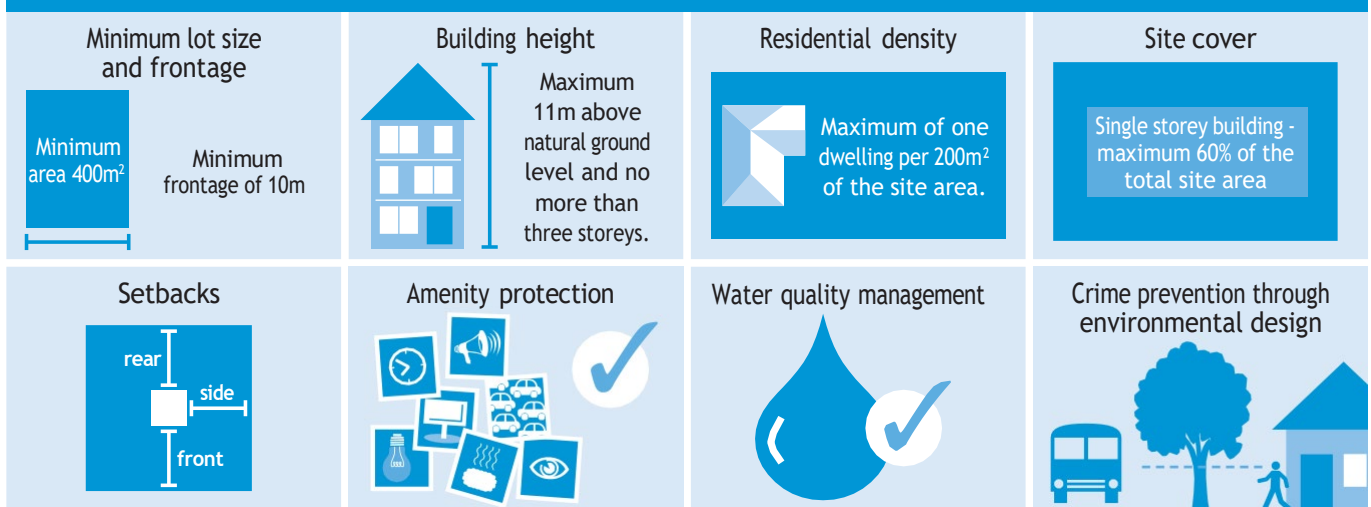 Minimum lot size
and frontage
Minimum
area 400m²
Minimum
frontage of 10m
Building height
Maximum
11m above
natural ground
level and no
more than
three storeys.
Residential density
Maximum of one
dwelling per 200m²
of the site area.
Site cover
Single storey building -
maximum 60% of the
total site area
Setbacks
rear
side
front
Amenity protection
Water quality management
Crime prevention through
environmental design